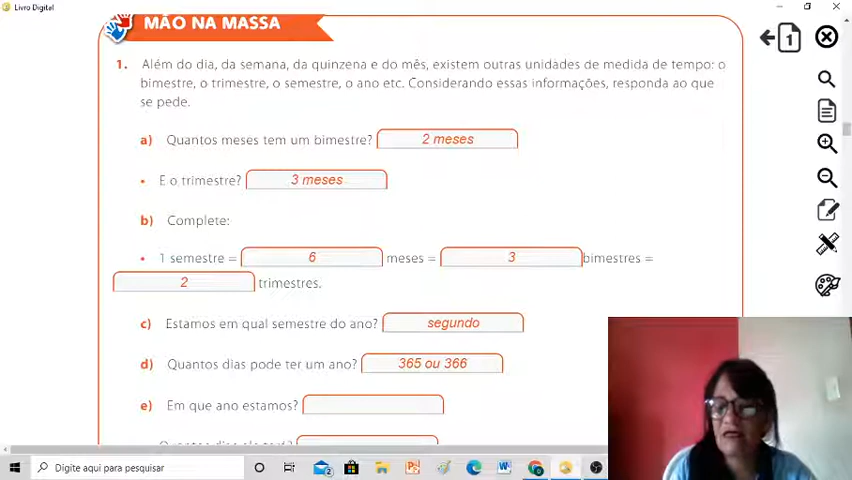 Livro Digital
MÃO NA MASSA
1
1. Além do dia, da semana, da quinzena e do mês, existem outras unidades de medida de tempo: o
bimestre, o trimestre, o semestre, o ano etc. Considerando essas informações, responda ao que
se pede.
a) Quantos meses tem um bimestre? 2 meses
• E o trimestre? 3 meses
b) Complete:
• 1 semestre = 6 meses = 3 bimestres =
2 trimestres.
c) Estamos em qual semestre do ano? segundo
d) Quantos dias pode ter um ano? 365 ou 366
e) Em que ano estamos?
Digite aqui para pesquisar